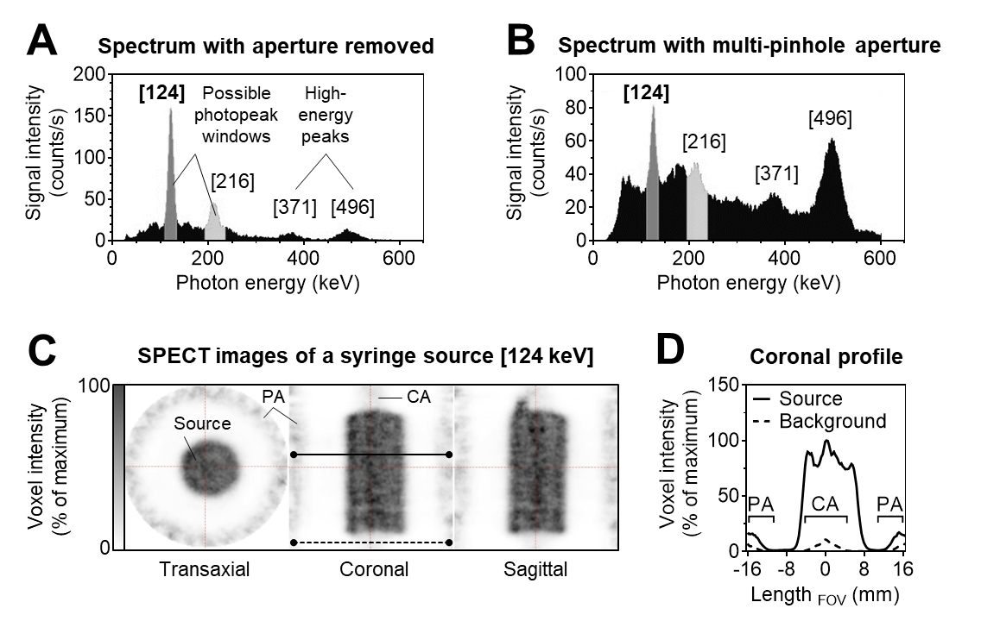 A
Spectrum with aperture removed
Signal intensity
(counts/s)
200
150
100
50
0
[124]
Possible
photopeak
windows
High-
energy
peaks
[216]
[371]
[496]
0
200
400
600
Photon energy (keV)
B
Spectrum with multi-pinhole aperture
Signal intensity
(counts/s)
100
80
60
40
20
0
[124]
[216]
[371]
[496]
0
200
400
600
Photon energy (keV)
C
SPECT images of a syringe source [124 keV]
Voxel intensity
(% of maximum)
100
0
Source
PA
CA
Transaxial
Coronal
Sagittal
D
Coronal profile
Voxel intensity
(% of maximum)
150
100
50
0
Source
Background
PA
CA
PA
-16
-8
0
8
16
Length FOV (mm)